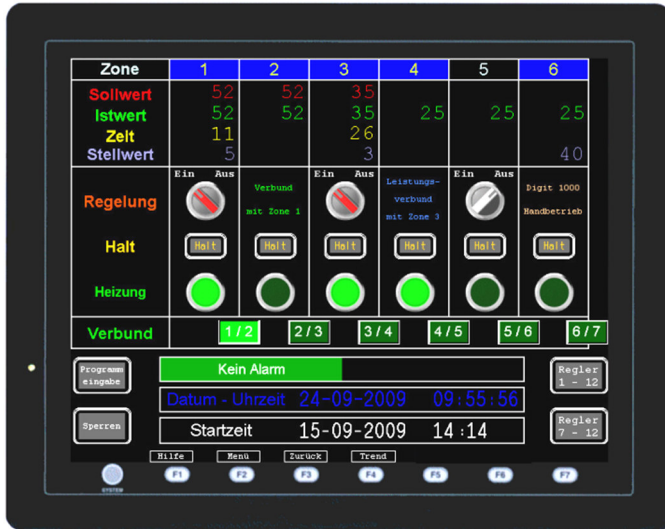 Zone 1 2 3 4 5 6
Sollwert 52 52 35
Istwert 52 52 35 25 25 25
Zeit 11 26
Stellwert 5 3 40
Ein Aus Ein Aus Ein Aus
Regelung
Verbund
mit Zone 1
Leistungs-
verbund
mit Zone 3
Digit 1000
Handbetrieb
Halt Halt Halt Halt Halt Halt Halt
Heizung
Verbund 1/2 2/3 3/4 4/5 5/6 6/7
Programm
eingabe
Kein Alarm
Regler
1 - 12
Datum - Uhrzeit 24-09-2009 09:55:56
Sperren
Startzeit 15-09-2009 14:14
Regler
7 - 12
Hilfe Menü Zurück Trend
SYSTEM F1 F2 F3 F4 F5 F6 F7